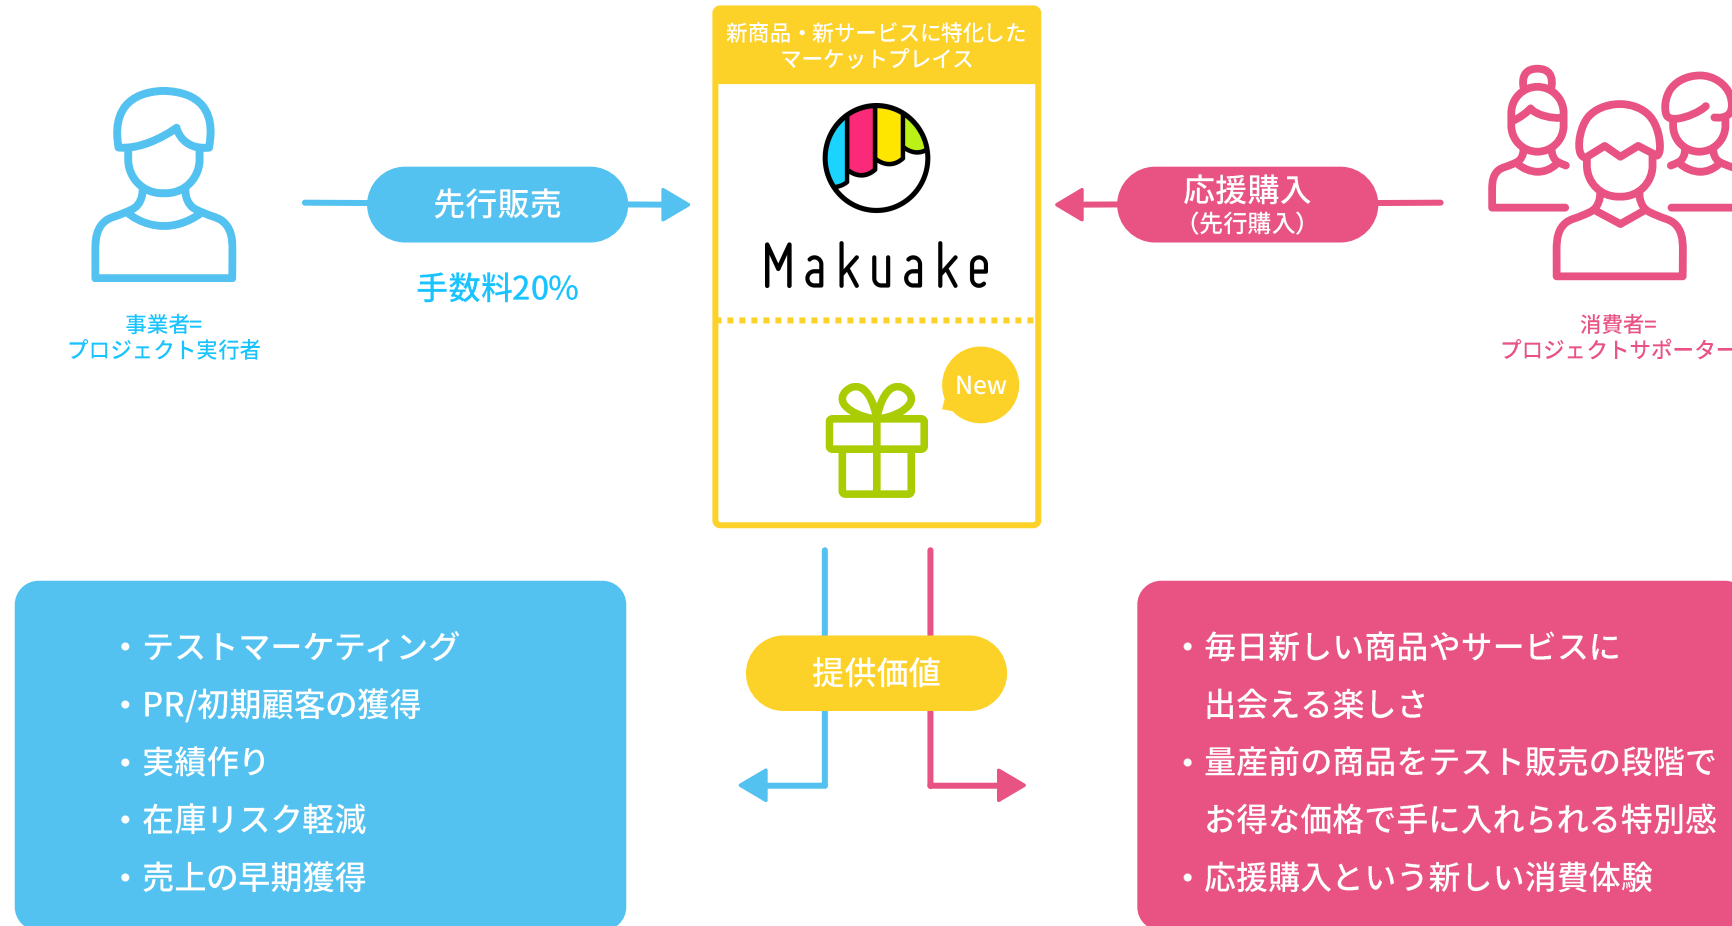 新商品・新サービスに特化した
マーケットプレイス
Makuake
先行販売
手数料20%
事業者=
プロジェクト実行者
応援購入
（先行購入）
消費者=
プロジェクトサポーター
New
提供価値
・テストマーケティング
・PR/初期顧客の獲得
・実績作り
・在庫リスク軽減
・売上の早期獲得
・毎日新しい商品やサービスに
出会える楽しさ
・量産前の商品をテスト販売の段階で
お得な価格で手に入れられる特別感
・応援購入という新しい消費体験